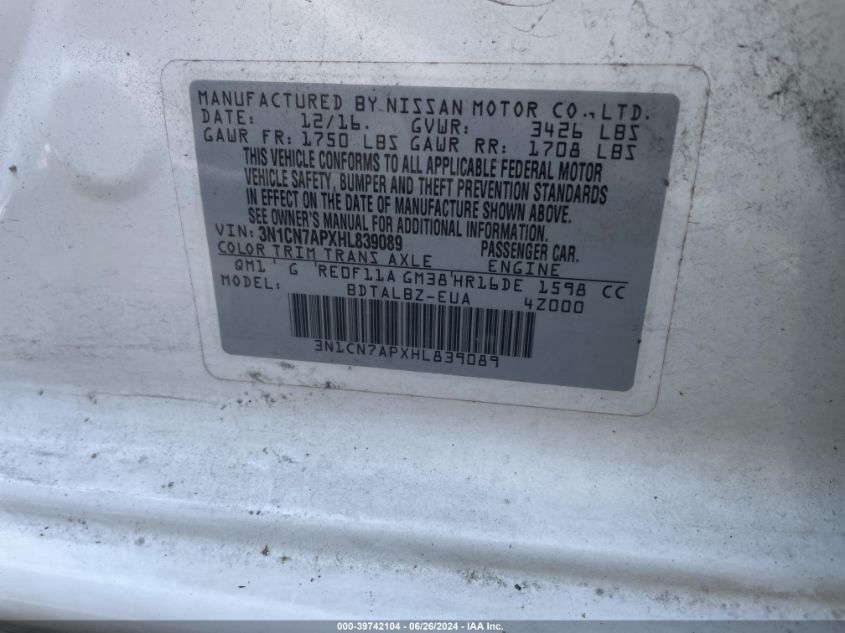 MANUFACTURED BY NISSAN MOTOR CO., LTD.
DATE: 12/16. GVWR: 3426 LBS
GAWR FR: 1750 LBS GAWR RR: 1708 LBS
THIS VEHICLE CONFORMS TO ALL APPLICABLE FEDERAL MOTOR
VEHICLE SAFETY, BUMPER AND THEFT PREVENTION STANDARDS
IN EFFECT ON THE DATE OF MANUFACTURE SHOWN ABOVE.
SEE OWNER'S MANUAL FOR ADDITIONAL INFORMATION.
VIN: 3N1CN7APXHL839089 PASSENGER CAR.
COLOR TRIM TRANS AXLE ENGINE
QM1 ' G 'RE0F11A GM38'HR16DE 1598 CC
MODEL: BDTALBZ-EUA 4Z000
3N1CN7APXHL839089
000-39742104 - 06/26/2024 - IAA Inc.